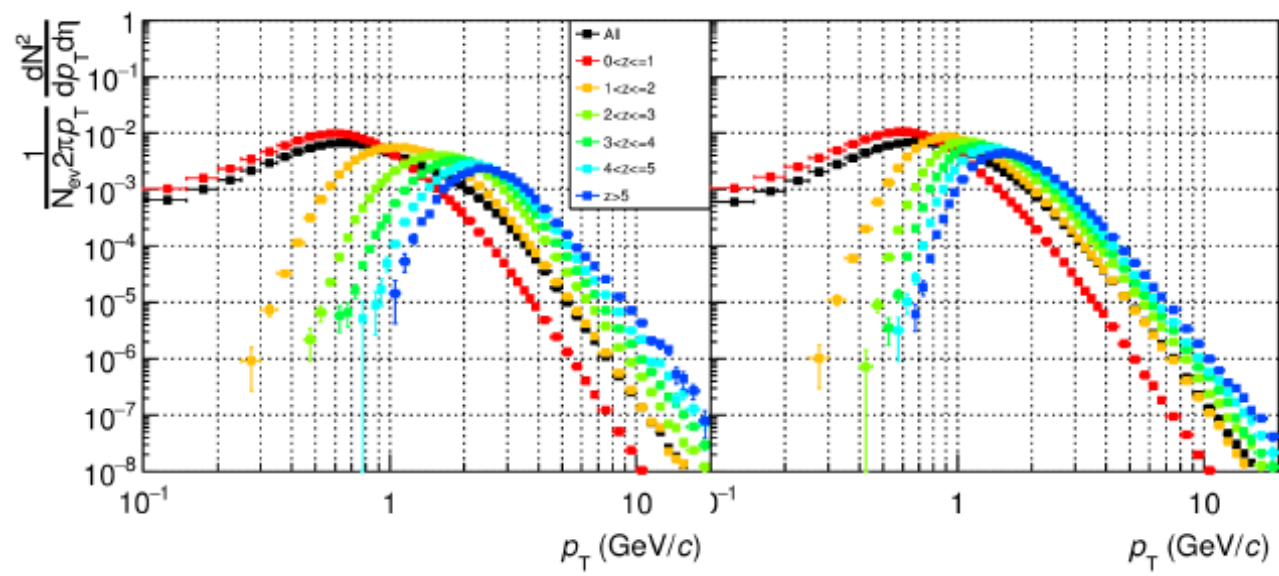 1 dN²
N_ev 2πp_T dp_T dη
1
10⁻¹
10⁻²
10⁻³
10⁻⁴
10⁻⁵
10⁻⁶
10⁻⁷
10⁻⁸
All
0<z<=1
1<z<=2
2<z<=3
3<z<=4
4<z<=5
z>5
10⁻¹ 1 10
p_T (GeV/c)
0⁻¹ 1 10
p_T (GeV/c)